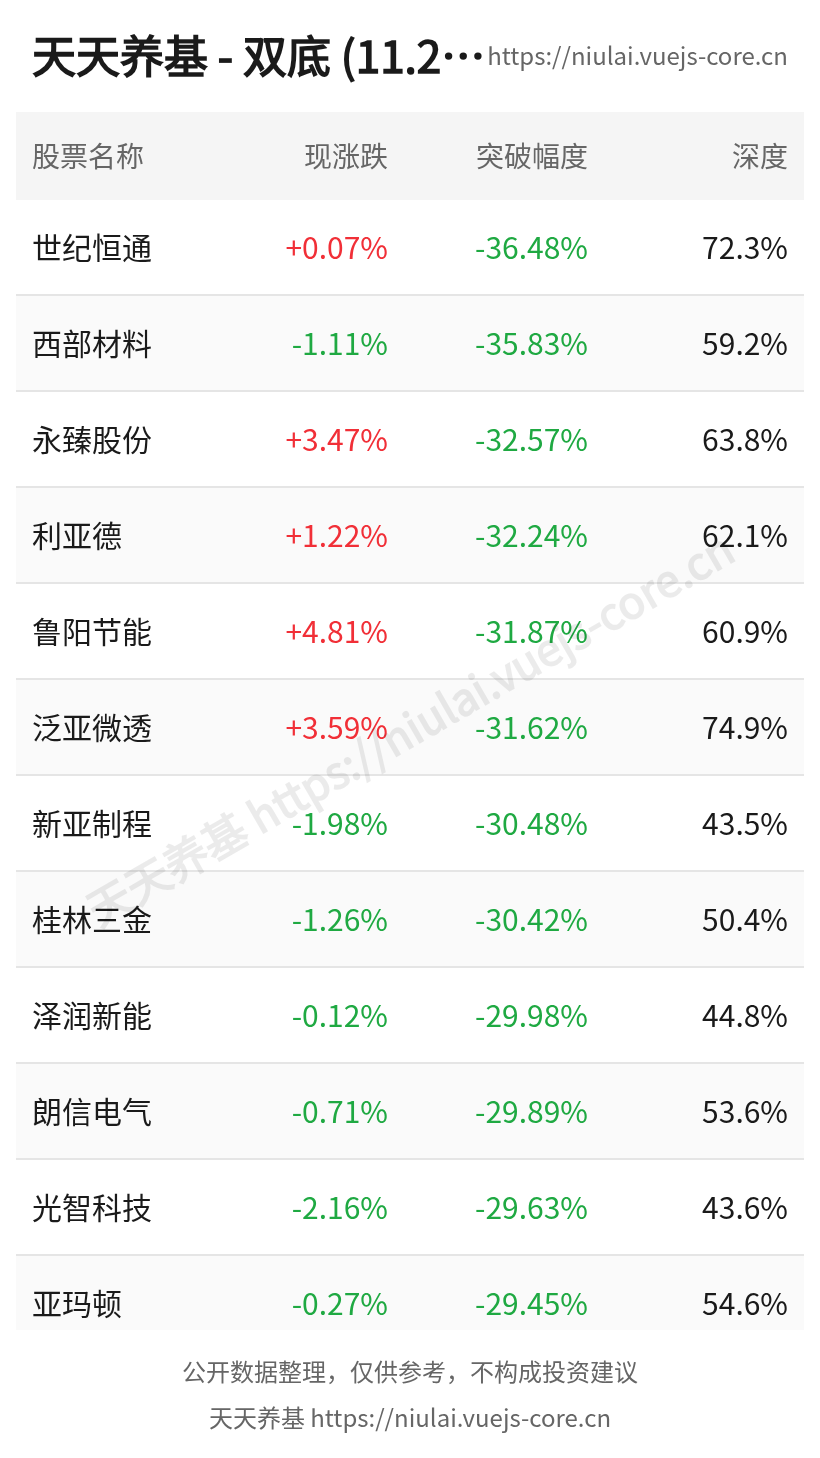 天天养基 - 双底 (11.2… https://niulai.vuejs-core.cn
股票名称 现涨跌 突破幅度 深度
世纪恒通 +0.07% -36.48% 72.3%
西部材料 -1.11% -35.83% 59.2%
永臻股份 +3.47% -32.57% 63.8%
利亚德 +1.22% -32.24% 62.1%
鲁阳节能 +4.81% -31.87% 60.9%
泛亚微透 +3.59% -31.62% 74.9%
新亚制程 -1.98% -30.48% 43.5%
桂林三金 -1.26% -30.42% 50.4%
泽润新能 -0.12% -29.98% 44.8%
朗信电气 -0.71% -29.89% 53.6%
光智科技 -2.16% -29.63% 43.6%
亚玛顿 -0.27% -29.45% 54.6%
天天养基 https://niulai.vuejs-core.cn
公开数据整理，仅供参考，不构成投资建议
天天养基 https://niulai.vuejs-core.cn